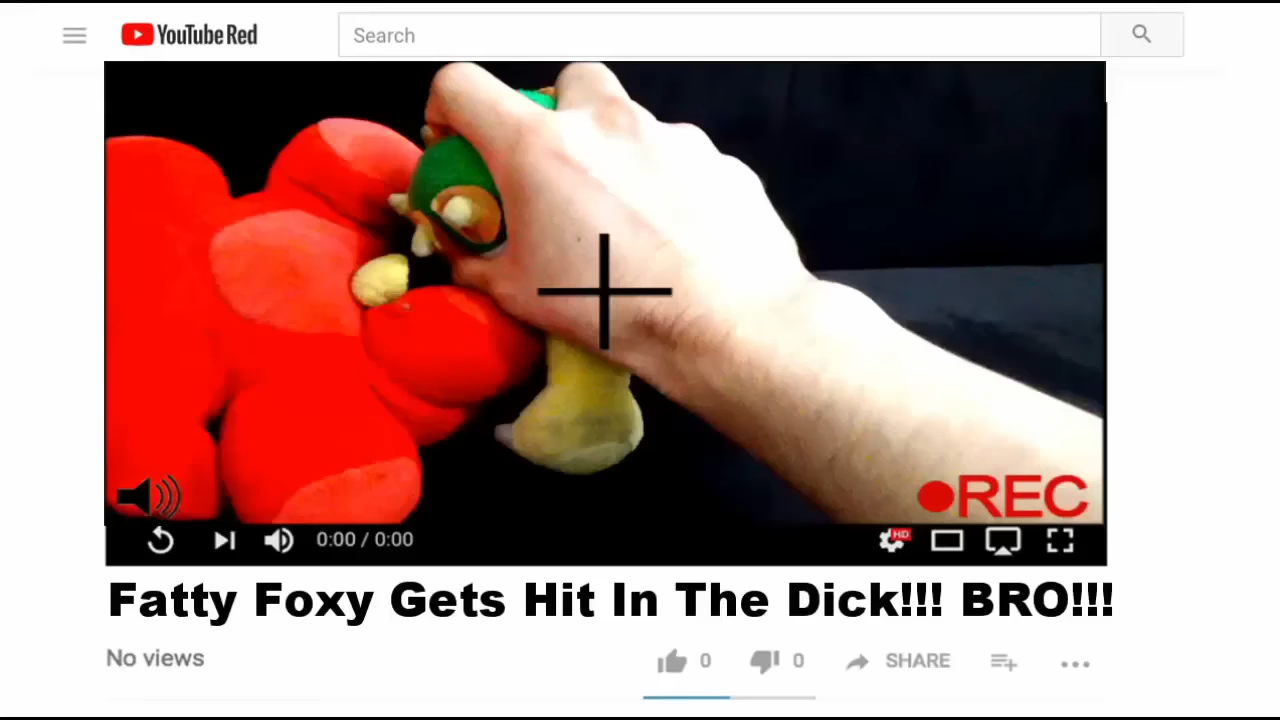 YouTube Red
Search
REC
0:00 / 0:00
HD
Fatty Foxy Gets Hit In The Dick!!! BRO!!!
No views
0
0
SHARE